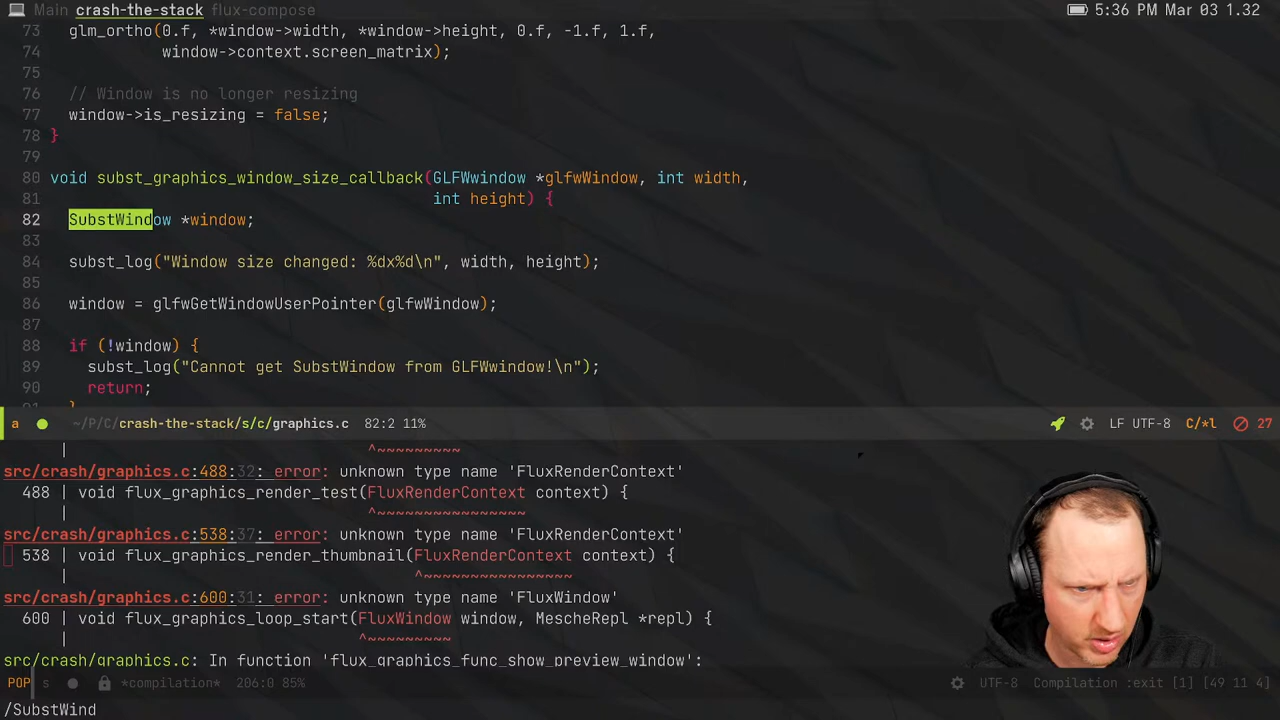 Main crash-the-stack flux-compose 5:36 PM Mar 03 1.32
73 glm_ortho(0.f, *window->width, *window->height, 0.f, -1.f, 1.f,
74 window->context.screen_matrix);
75
76 // Window is no longer resizing
77 window->is_resizing = false;
78 }
79
80 void subst_graphics_window_size_callback(GLFWwindow *glfwWindow, int width,
81 int height) {
82 SubstWindow *window;
83
84 subst_log("Window size changed: %dx%d\n", width, height);
85
86 window = glfwGetWindowUserPointer(glfwWindow);
87
88 if (!window) {
89 subst_log("Cannot get SubstWindow from GLFWwindow!\n");
90 return;
91 }
a ~/P/C/crash-the-stack/s/c/graphics.c 82:2 11% LF UTF-8 C/*l 27
| ^~~~~~~~~~
src/crash/graphics.c:488:32: error: unknown type name 'FluxRenderContext'
488 | void flux_graphics_render_test(FluxRenderContext context) {
| ^~~~~~~~~~~~~~~~~
src/crash/graphics.c:538:37: error: unknown type name 'FluxRenderContext'
538 | void flux_graphics_render_thumbnail(FluxRenderContext context) {
| ^~~~~~~~~~~~~~~~~
src/crash/graphics.c:600:31: error: unknown type name 'FluxWindow'
600 | void flux_graphics_loop_start(FluxWindow window, MescheRepl *repl) {
| ^~~~~~~~~~
src/crash/graphics.c: In function 'flux_graphics_func_show_preview_window':
POP s *compilation* 206:0 85% UTF-8 Compilation :exit [1] [49 11 4]
/SubstWind